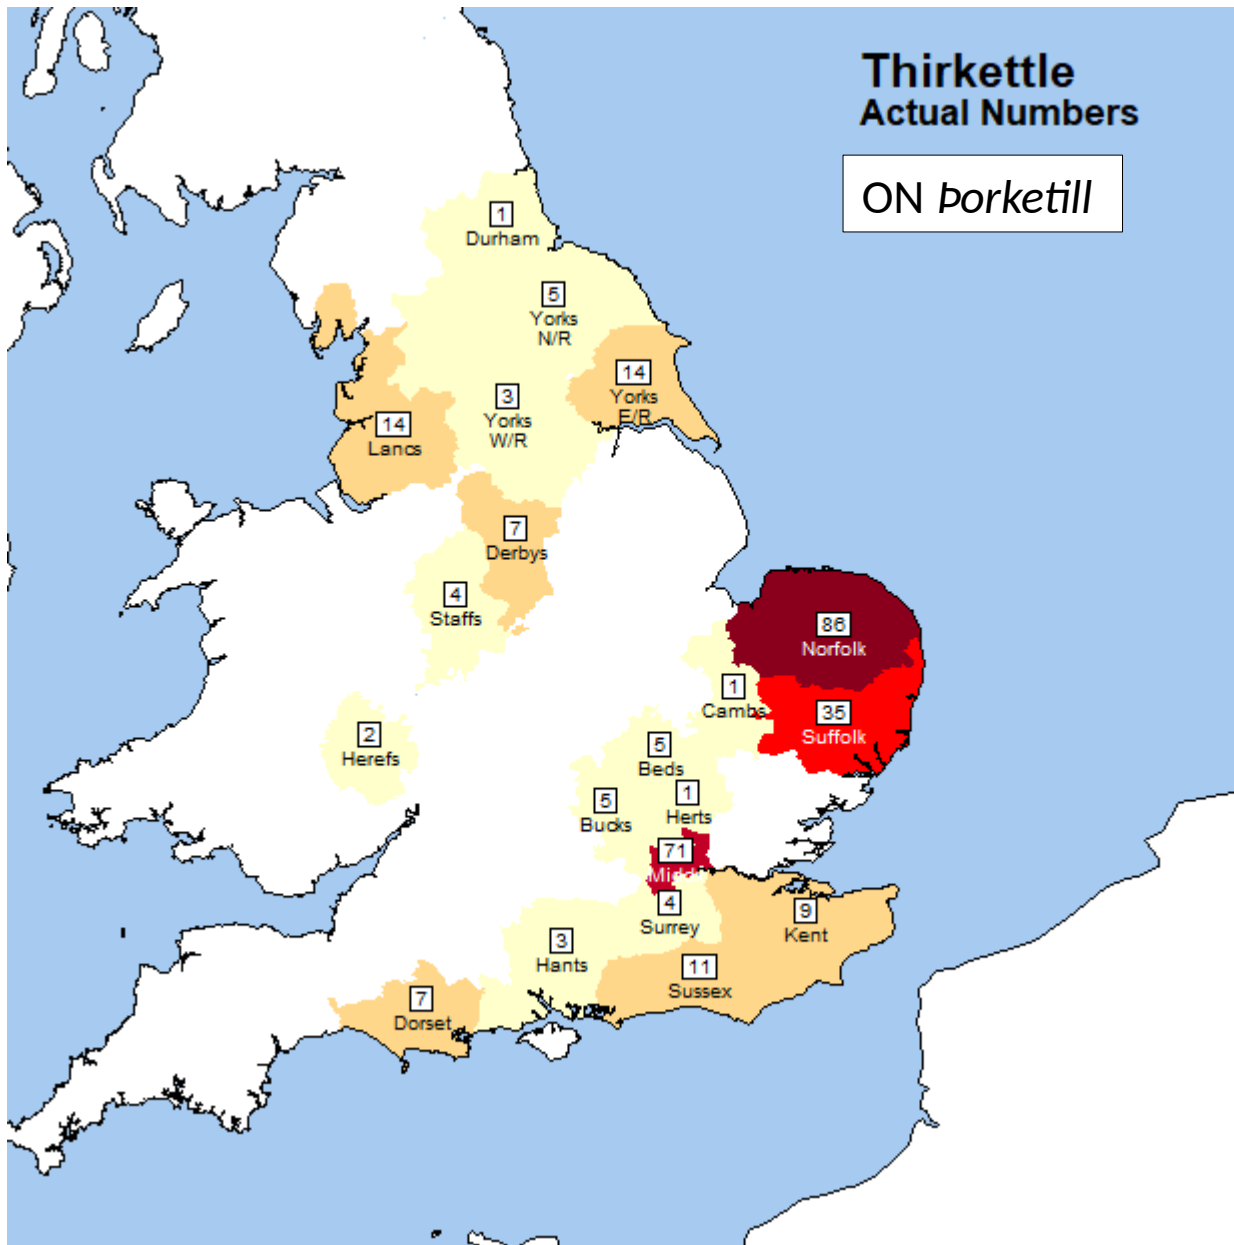 Thirkettle
Actual Numbers
ON Þorketill
1
Durham
5
Yorks
N/R
14
Yorks
E/R
3
Yorks
W/R
14
Lancs
7
Derbys
4
Staffs
86
Norfolk
1
Cambs
35
Suffolk
2
Herefs
5
Beds
5
Bucks
1
Herts
71
4
Surrey
9
Kent
3
Hants
11
Sussex
7
Dorset